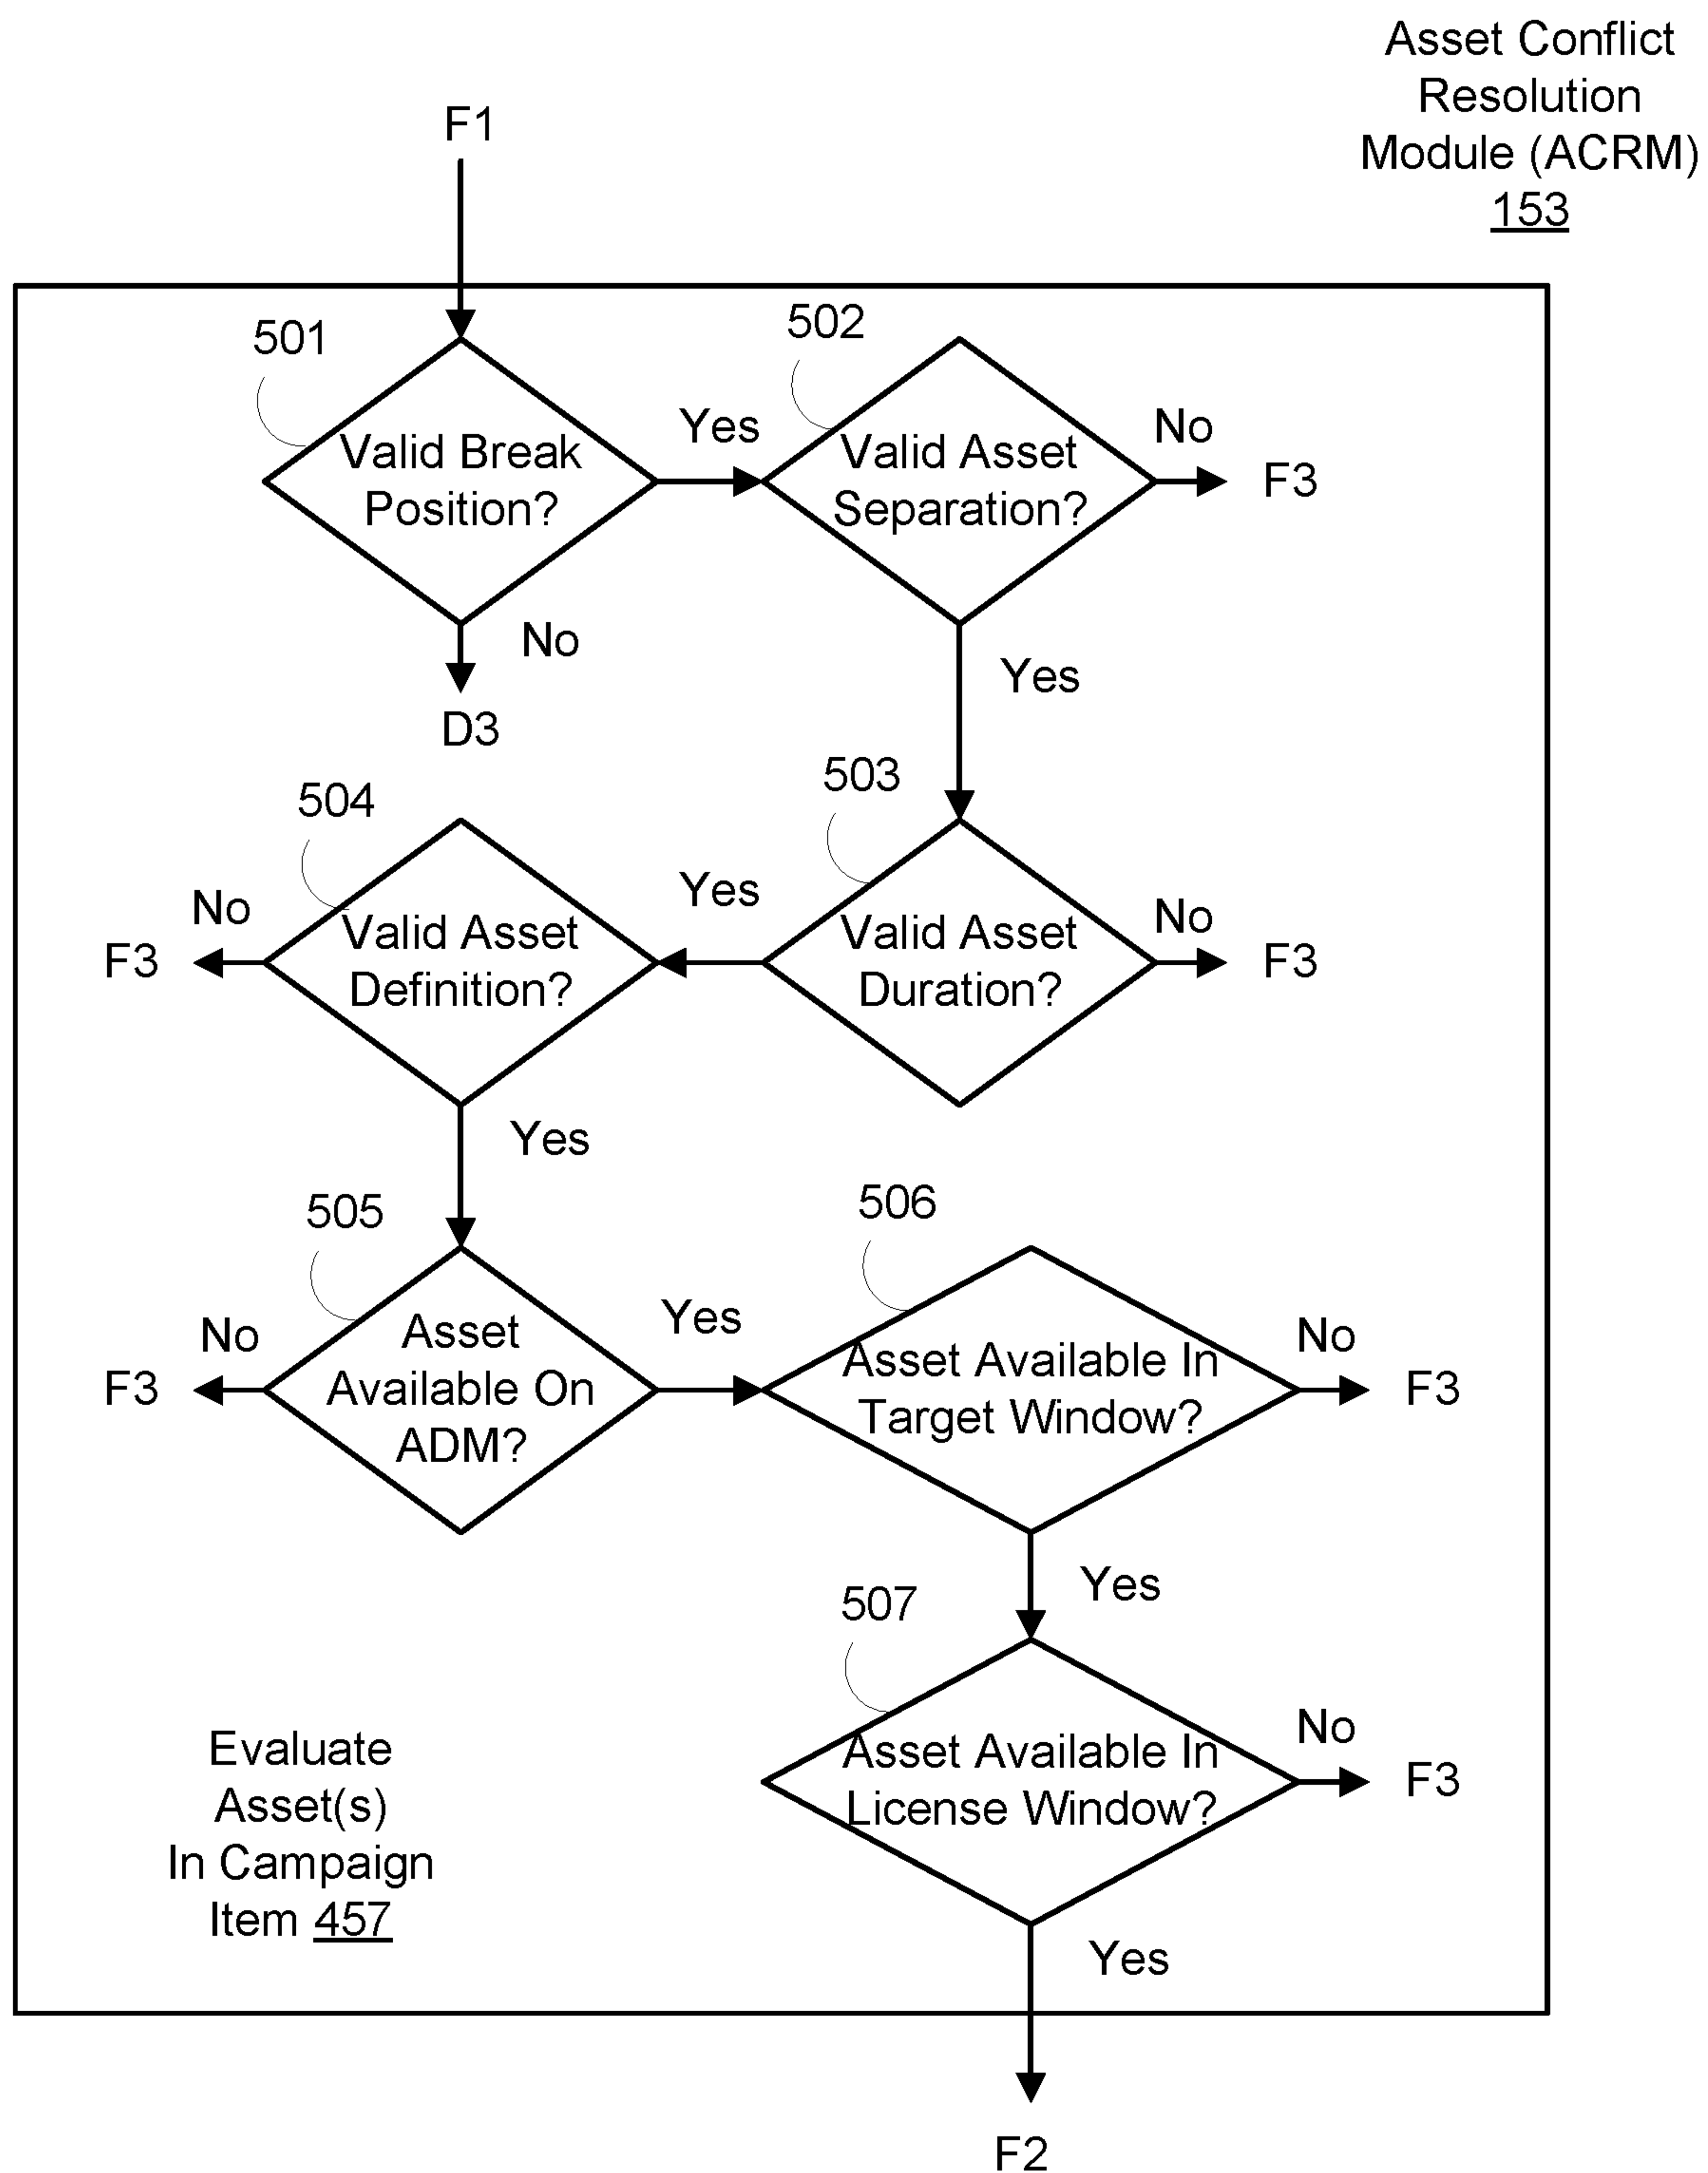 Asset Conflict
Resolution
Module (ACRM)
153
F1
501
502
Valid Break
Position?
Yes
Valid Asset
Separation?
No
F3
No
D3
Yes
503
504
Valid Asset
Duration?
No
F3
Yes
Valid Asset
Definition?
No
F3
Yes
505
506
Asset
Available On
ADM?
No
F3
Yes
Asset Available In
Target Window?
No
F3
Yes
507
Asset Available In
License Window?
No
F3
Yes
Evaluate
Asset(s)
In Campaign
Item 457
F2